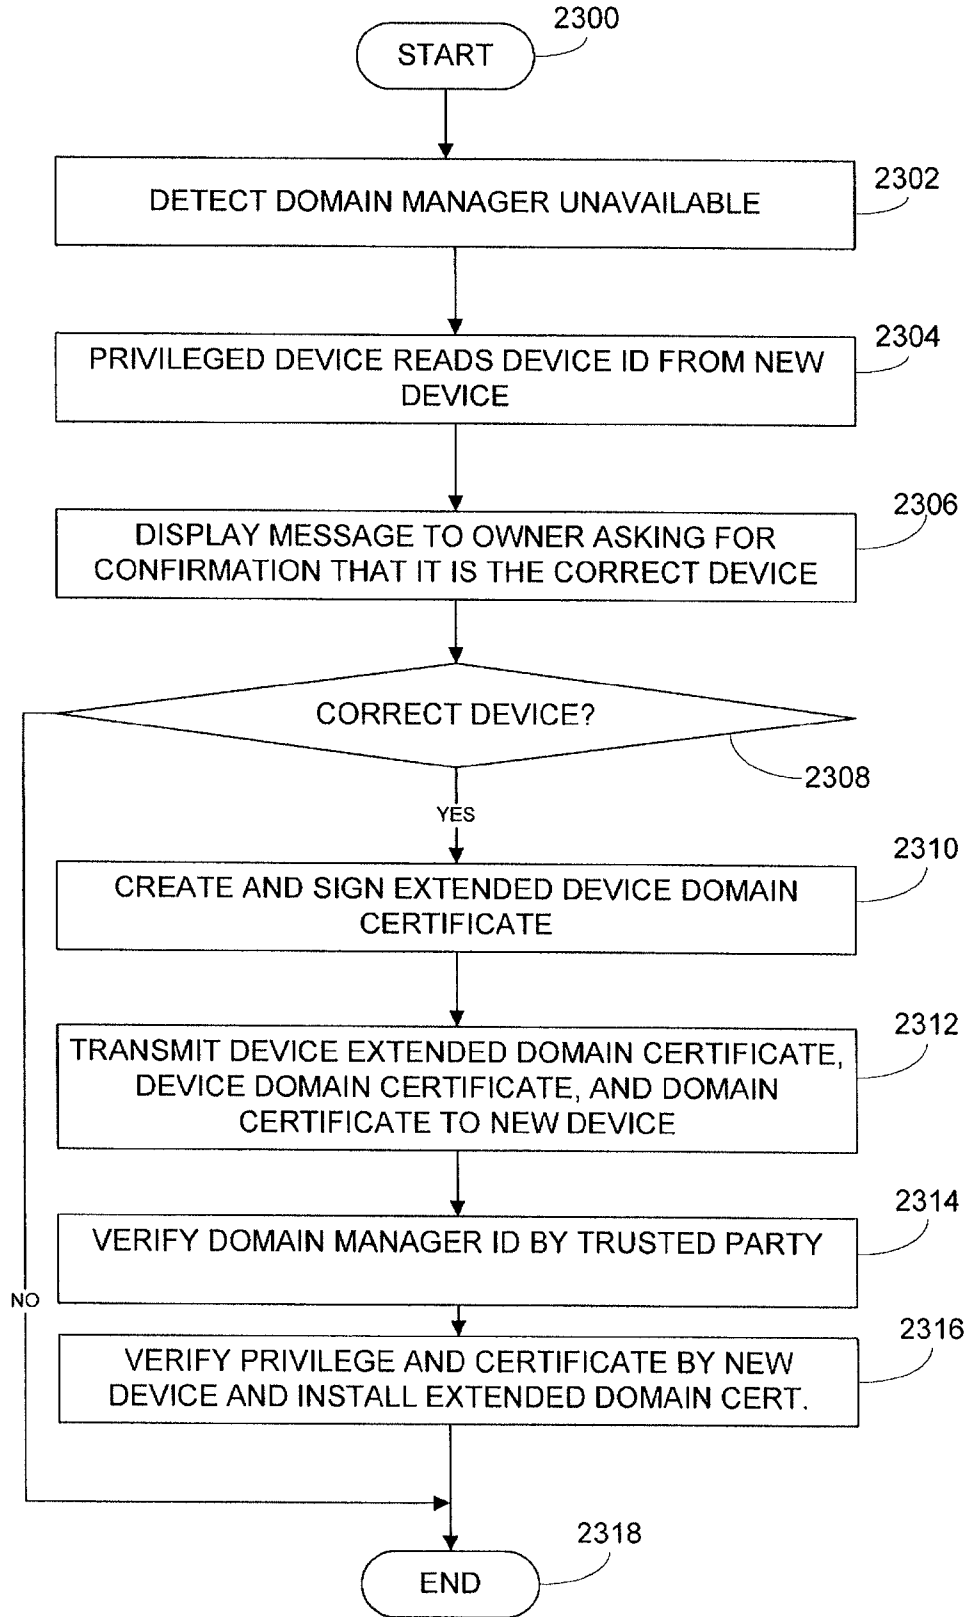 2300
START
2302
DETECT DOMAIN MANAGER UNAVAILABLE
2304
PRIVILEGED DEVICE READS DEVICE ID FROM NEW
DEVICE
2306
DISPLAY MESSAGE TO OWNER ASKING FOR
CONFIRMATION THAT IT IS THE CORRECT DEVICE
CORRECT DEVICE?
2308
YES
2310
CREATE AND SIGN EXTENDED DEVICE DOMAIN
CERTIFICATE
2312
TRANSMIT DEVICE EXTENDED DOMAIN CERTIFICATE,
DEVICE DOMAIN CERTIFICATE, AND DOMAIN
CERTIFICATE TO NEW DEVICE
2314
VERIFY DOMAIN MANAGER ID BY TRUSTED PARTY
NO
2316
VERIFY PRIVILEGE AND CERTIFICATE BY NEW
DEVICE AND INSTALL EXTENDED DOMAIN CERT.
2318
END